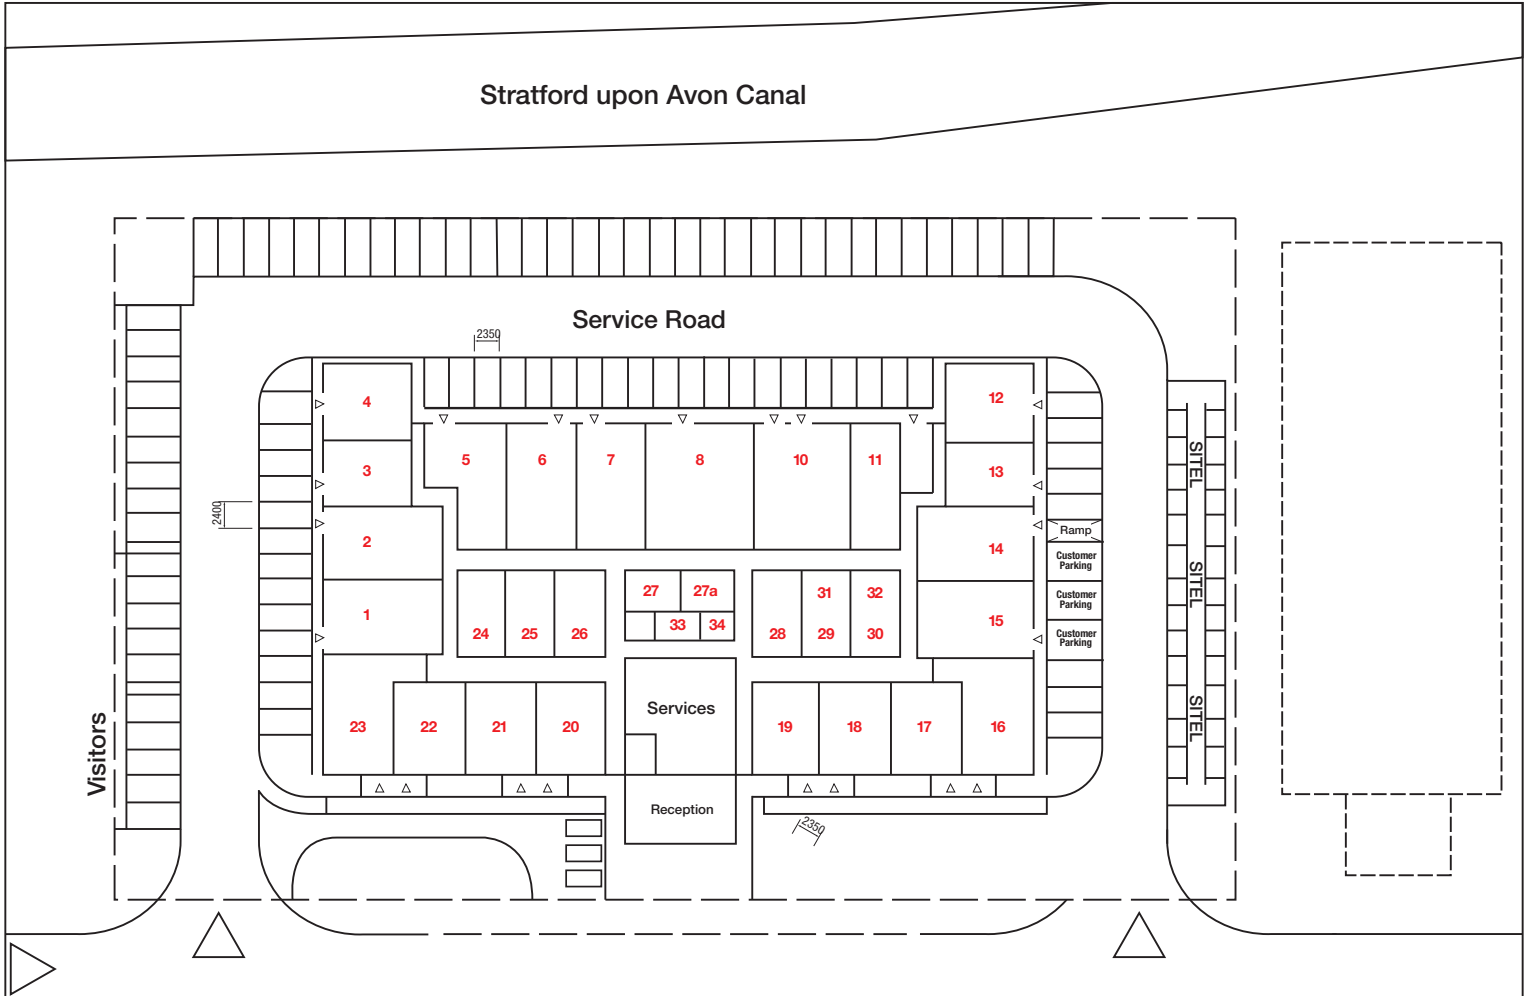 Stratford upon Avon Canal
Service Road
2350
4
12
5
6
7
8
10
11
3
13
2400
SITEL
Ramp
2
14
Customer
Parking
27
27a
31
32
SITEL
Customer
Parking
1
24
25
26
33
34
28
29
30
15
Customer
Parking
Services
Visitors
23
22
21
20
19
18
17
16
SITEL
Reception
2350